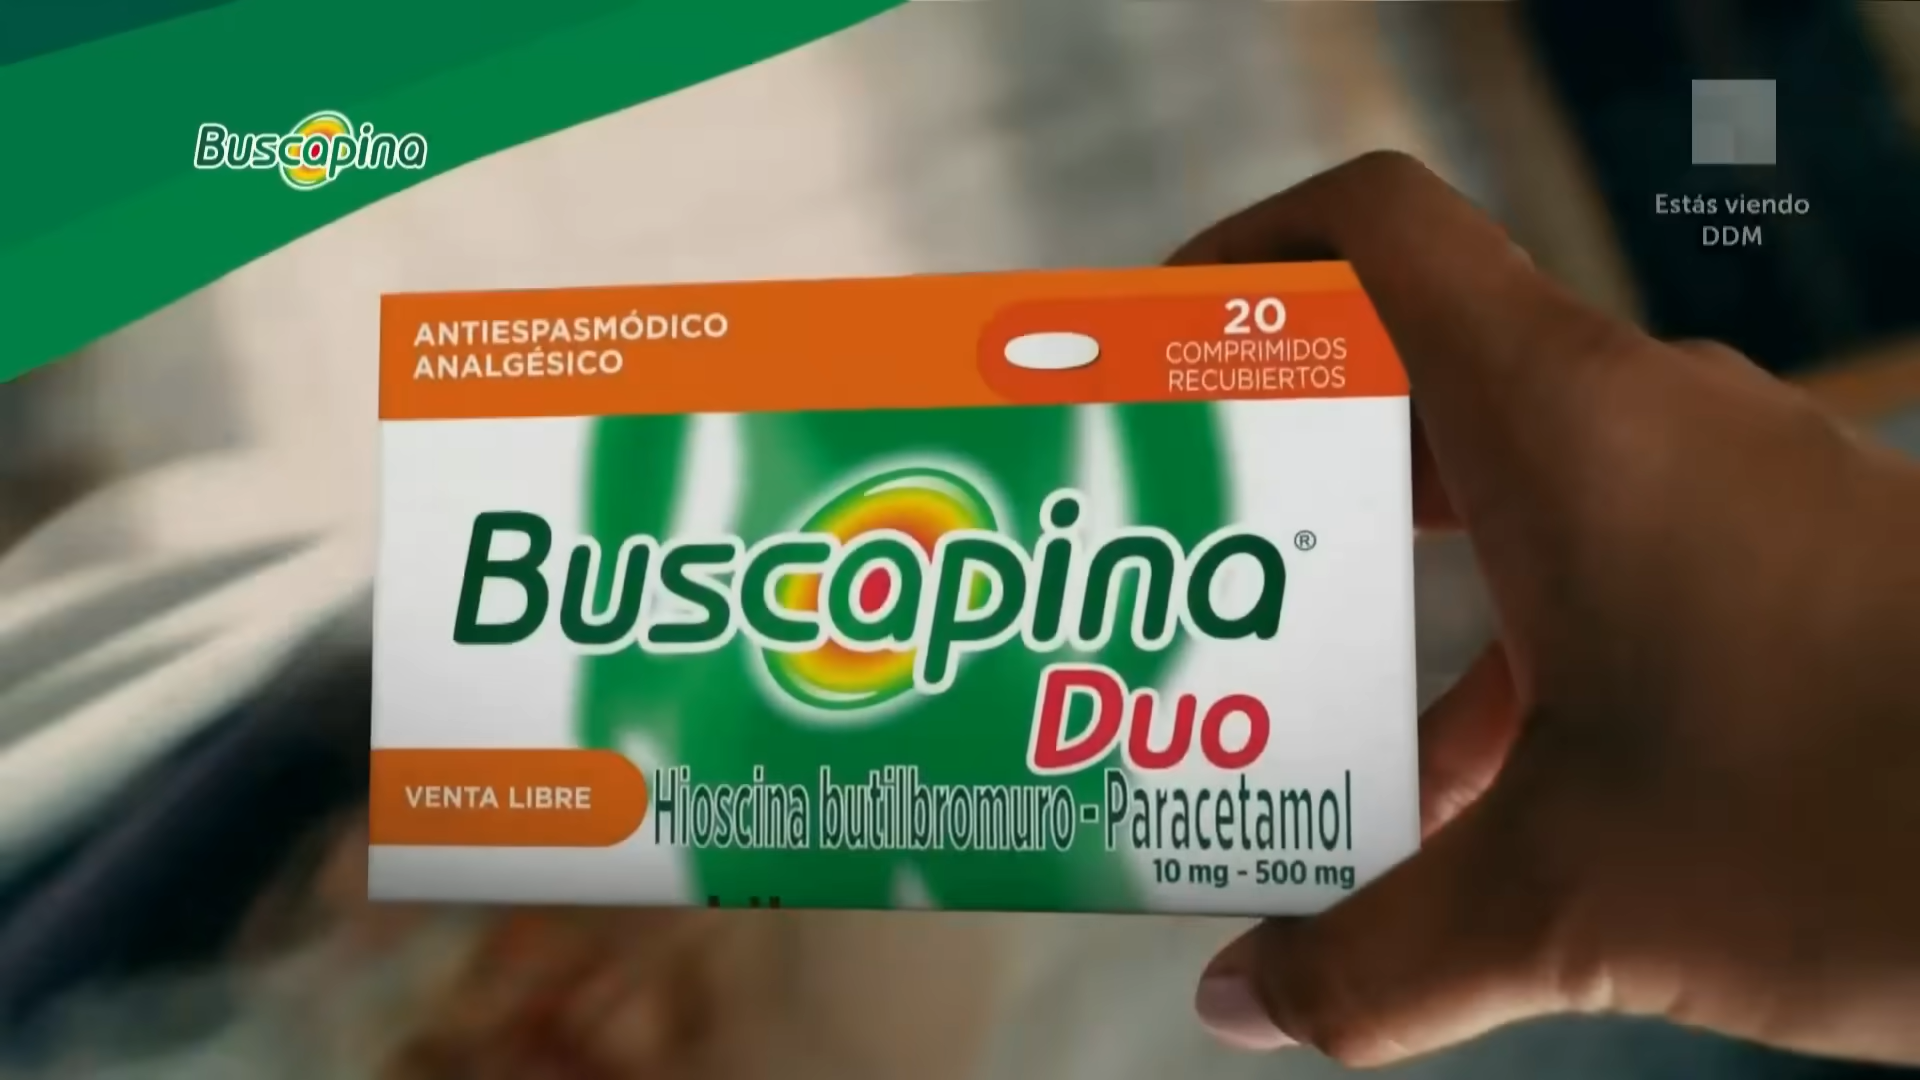 Buscapina
Estás viendo
DDM
ANTIESPASMÓDICO
ANALGÉSICO
20
COMPRIMIDOS
RECUBIERTOS
Buscapina®
Duo
VENTA LIBRE
Hioscina butilbromuro - Paracetamol
10 mg - 500 mg